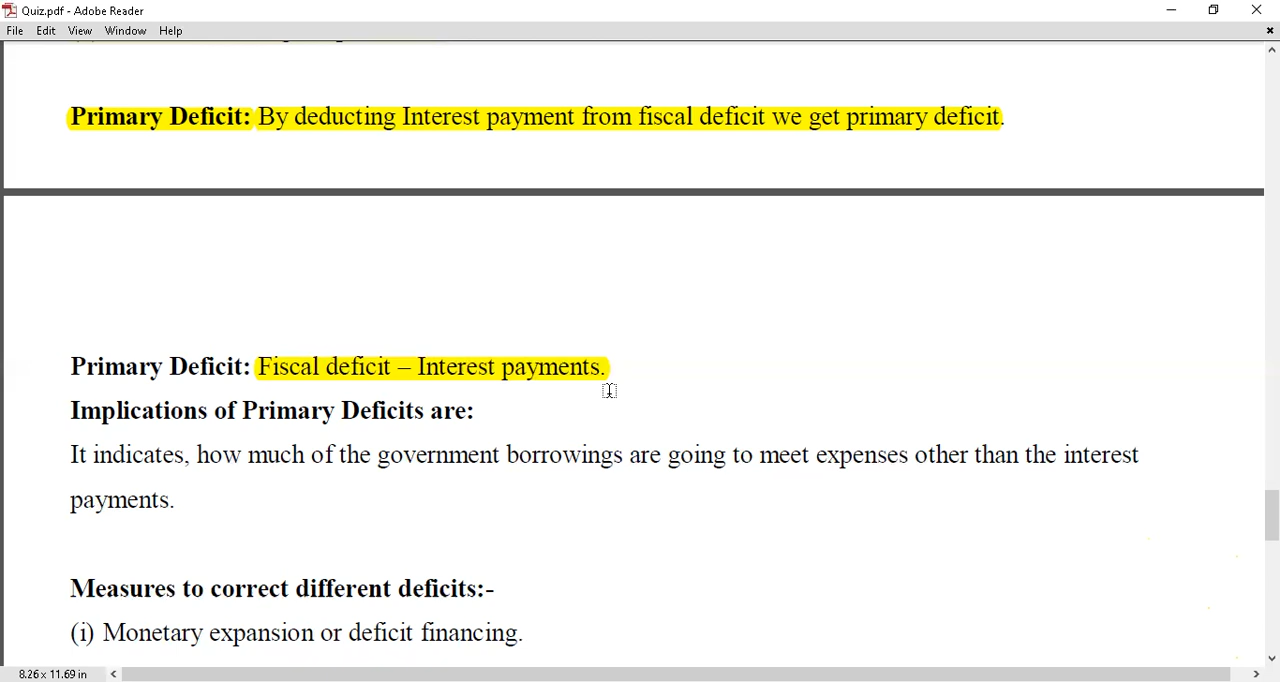 Quiz.pdf - Adobe Reader
File Edit View Window Help
Primary Deficit: By deducting Interest payment from fiscal deficit we get primary deficit.
Primary Deficit: Fiscal deficit – Interest payments.
Implications of Primary Deficits are:
It indicates, how much of the government borrowings are going to meet expenses other than the interest
payments.
Measures to correct different deficits:-
(i) Monetary expansion or deficit financing.
8.26 x 11.69 in